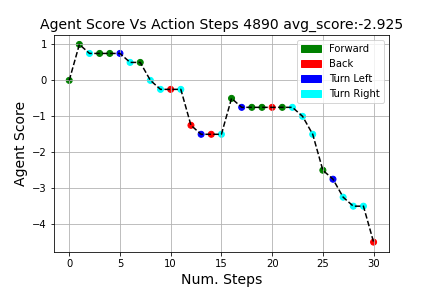 Agent Score Vs Action Steps 4890 avg_score:-2.925
Forward
Back
Turn Left
Turn Right
Agent Score
1
0
−1
−2
−3
−4
0 5 10 15 20 25 30
Num. Steps